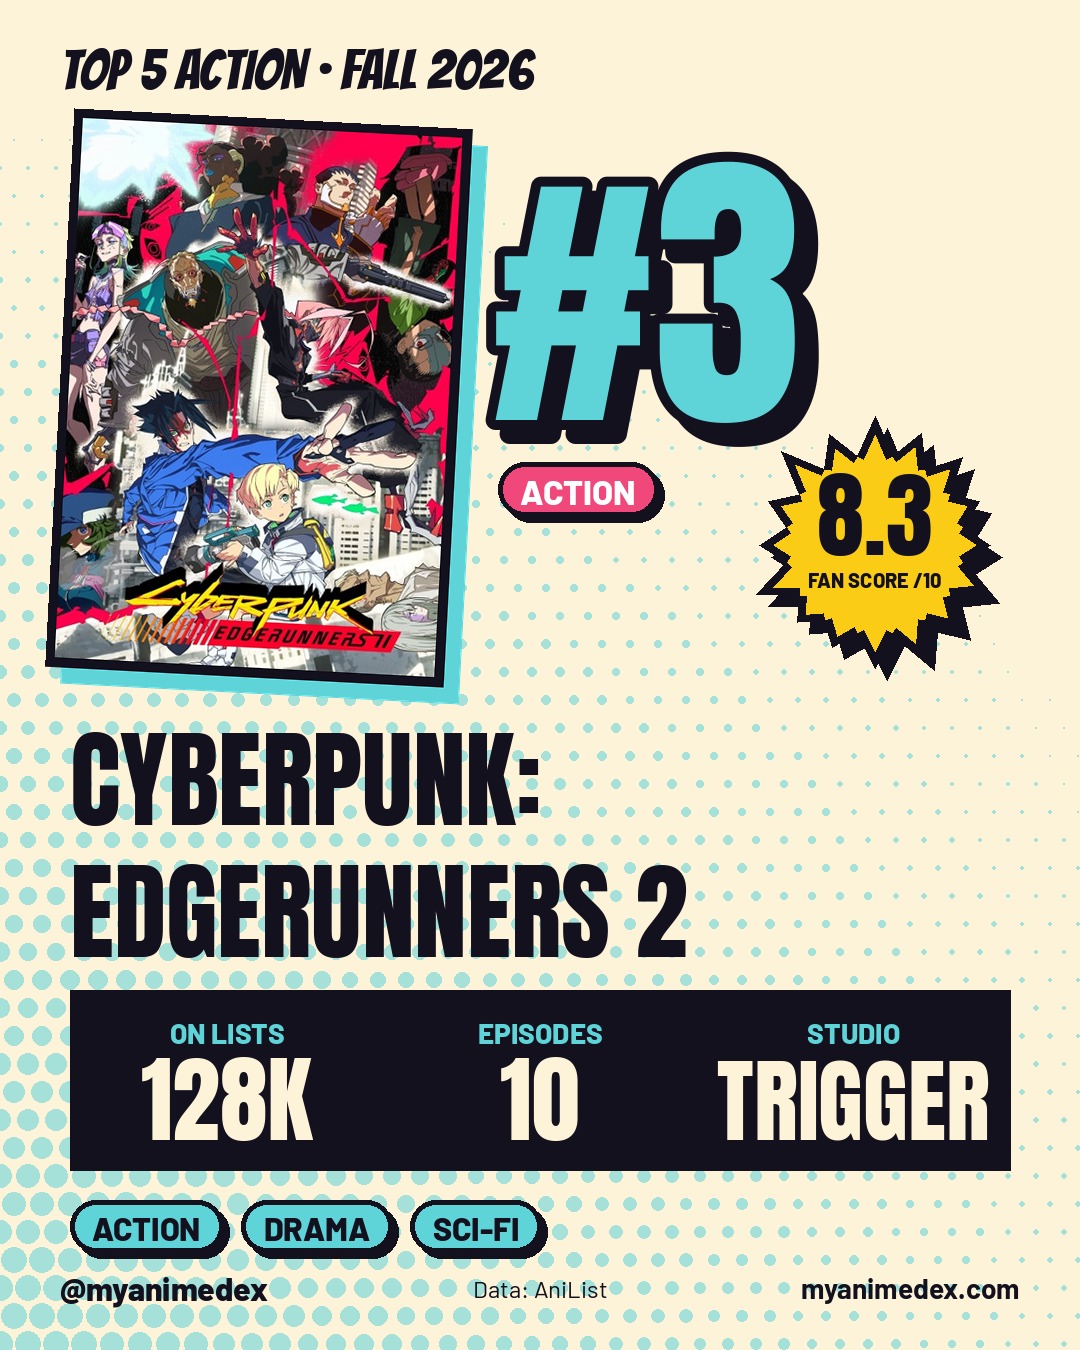 TOP 5 ACTION • FALL 2026
#3
ACTION
8.3
FAN SCORE /10
CYBERPUNK
EDGERUNNERS II
CYBERPUNK:
EDGERUNNERS 2
ON LISTS
128K
EPISODES
10
STUDIO
TRIGGER
ACTION
DRAMA
SCI-FI
@myanimedex
Data: AniList
myanimedex.com